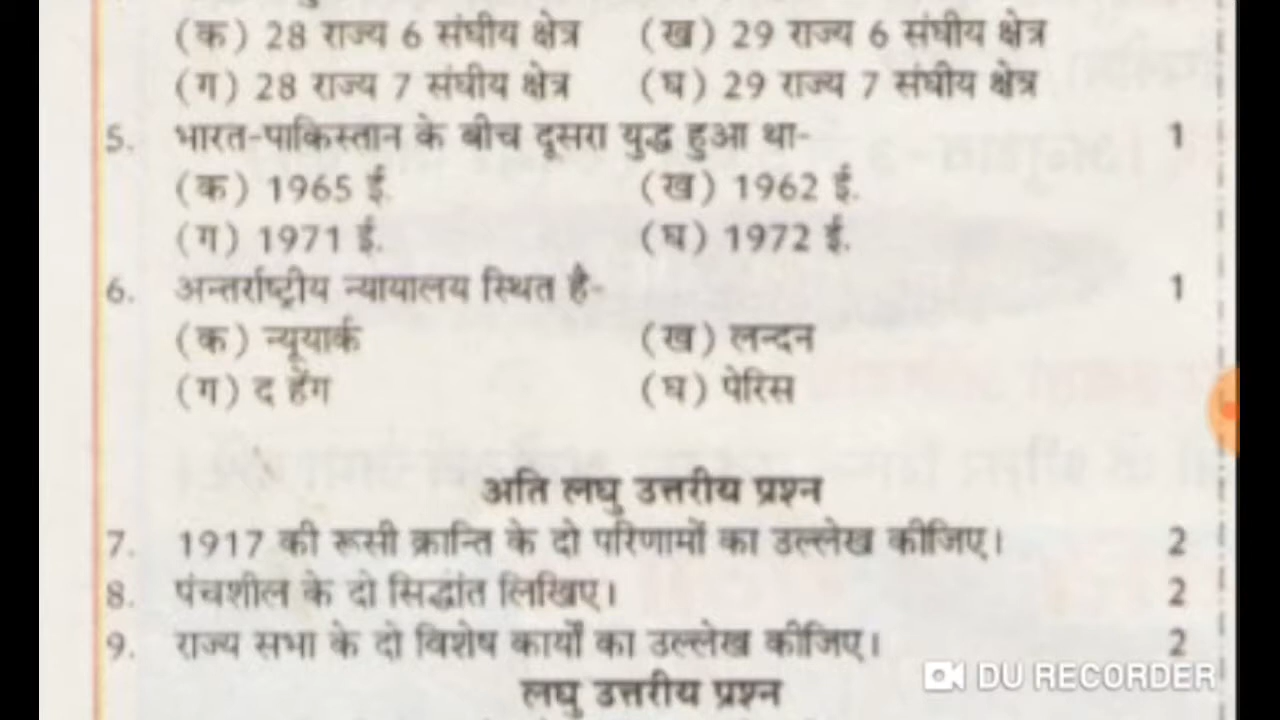 (क) 28 राज्य 6 संघीय क्षेत्र (ख) 29 राज्य 6 संघीय क्षेत्र
(ग) 28 राज्य 7 संघीय क्षेत्र (घ) 29 राज्य 7 संघीय क्षेत्र
5. भारत-पाकिस्तान के बीच दूसरा युद्ध हुआ था- 1
(क) 1965 ई. (ख) 1962 ई.
(ग) 1971 ई. (घ) 1972 ई.
6. अन्तर्राष्ट्रीय न्यायालय स्थित है- 1
(क) न्यूयार्क (ख) लन्दन
(ग) द हेंग (घ) पेरिस
अति लघु उत्तरीय प्रश्न
7. 1917 की रूसी क्रान्ति के दो परिणामों का उल्लेख कीजिए। 2
8. पंचशील के दो सिद्धांत लिखिए। 2
9. राज्य सभा के दो विशेष कार्यों का उल्लेख कीजिए। 2
DU RECORDER
लघु उत्तरीय प्रश्न